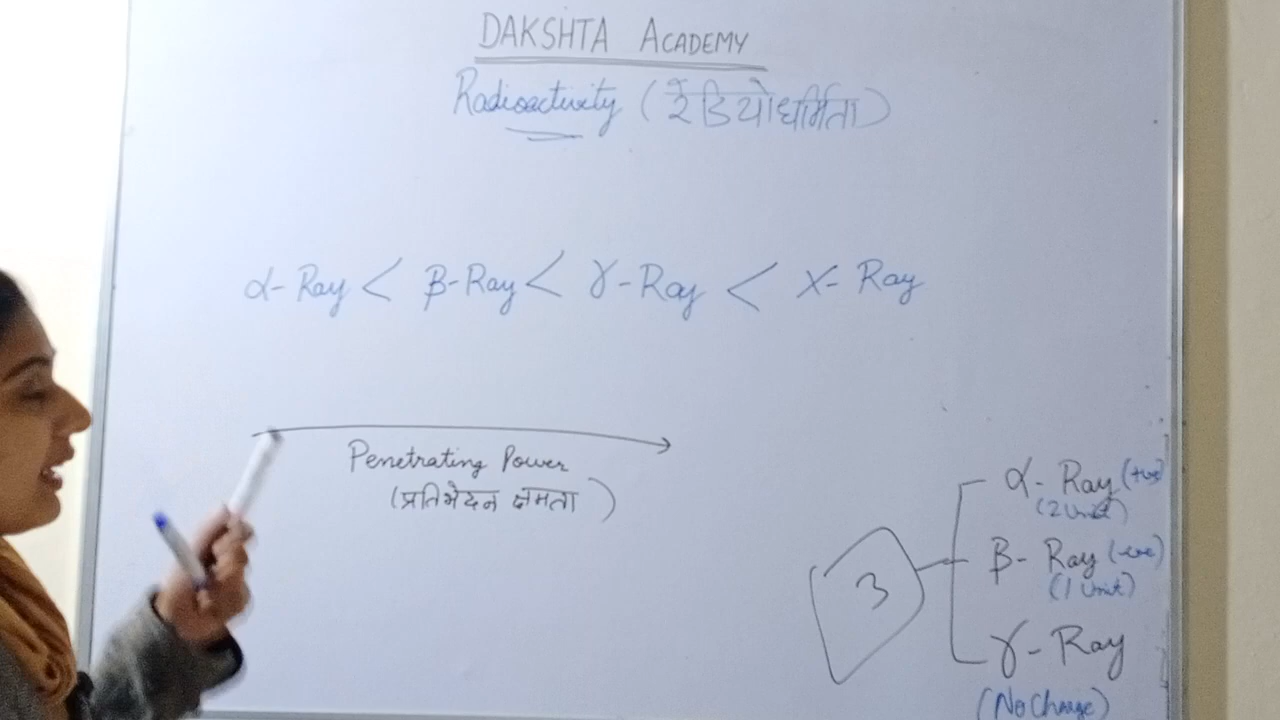 DAKSHTA ACADEMY
Radioactivity (रेडियोधर्मिता)
α-Ray < β-Ray < γ-Ray < X-Ray
Penetrating Power
(प्रतिभेदन क्षमता)
3
α-Ray (+ve)
(2 Unit)
β-Ray (-ve)
(1 Unit)
γ-Ray
(No Charge)